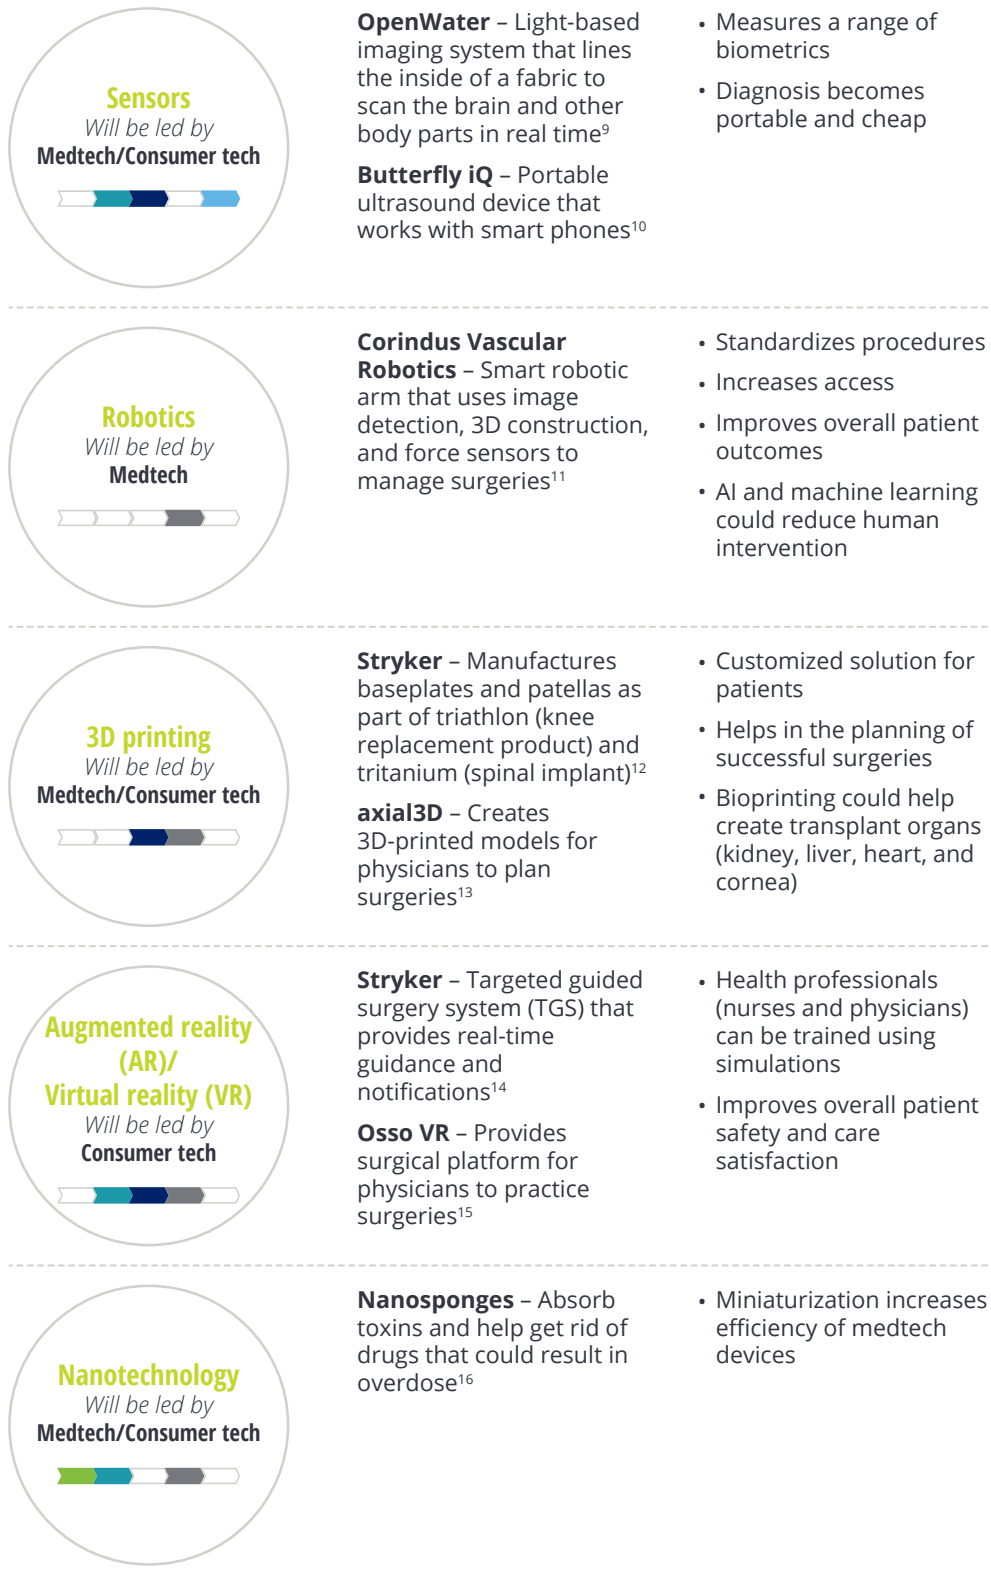 Sensors
Will be led by
Medtech/Consumer tech
OpenWater – Light-based
imaging system that lines
the inside of a fabric to
scan the brain and other
body parts in real time⁹
Butterfly iQ – Portable
ultrasound device that
works with smart phones¹⁰
• Measures a range of
biometrics
• Diagnosis becomes
portable and cheap
Robotics
Will be led by
Medtech
Corindus Vascular
Robotics – Smart robotic
arm that uses image
detection, 3D construction,
and force sensors to
manage surgeries¹¹
• Standardizes procedures
• Increases access
• Improves overall patient
outcomes
• AI and machine learning
could reduce human
intervention
3D printing
Will be led by
Medtech/Consumer tech
Stryker – Manufactures
baseplates and patellas as
part of triathlon (knee
replacement product) and
tritanium (spinal implant)¹²
axial3D – Creates
3D-printed models for
physicians to plan
surgeries¹³
• Customized solution for
patients
• Helps in the planning of
successful surgeries
• Bioprinting could help
create transplant organs
(kidney, liver, heart, and
cornea)
Augmented reality
(AR)/
Virtual reality (VR)
Will be led by
Consumer tech
Stryker – Targeted guided
surgery system (TGS) that
provides real-time
guidance and
notifications¹⁴
Osso VR – Provides
surgical platform for
physicians to practice
surgeries¹⁵
• Health professionals
(nurses and physicians)
can be trained using
simulations
• Improves overall patient
safety and care
satisfaction
Nanotechnology
Will be led by
Medtech/Consumer tech
Nanosponges – Absorb
toxins and help get rid of
drugs that could result in
overdose¹⁶
• Miniaturization increases
efficiency of medtech
devices